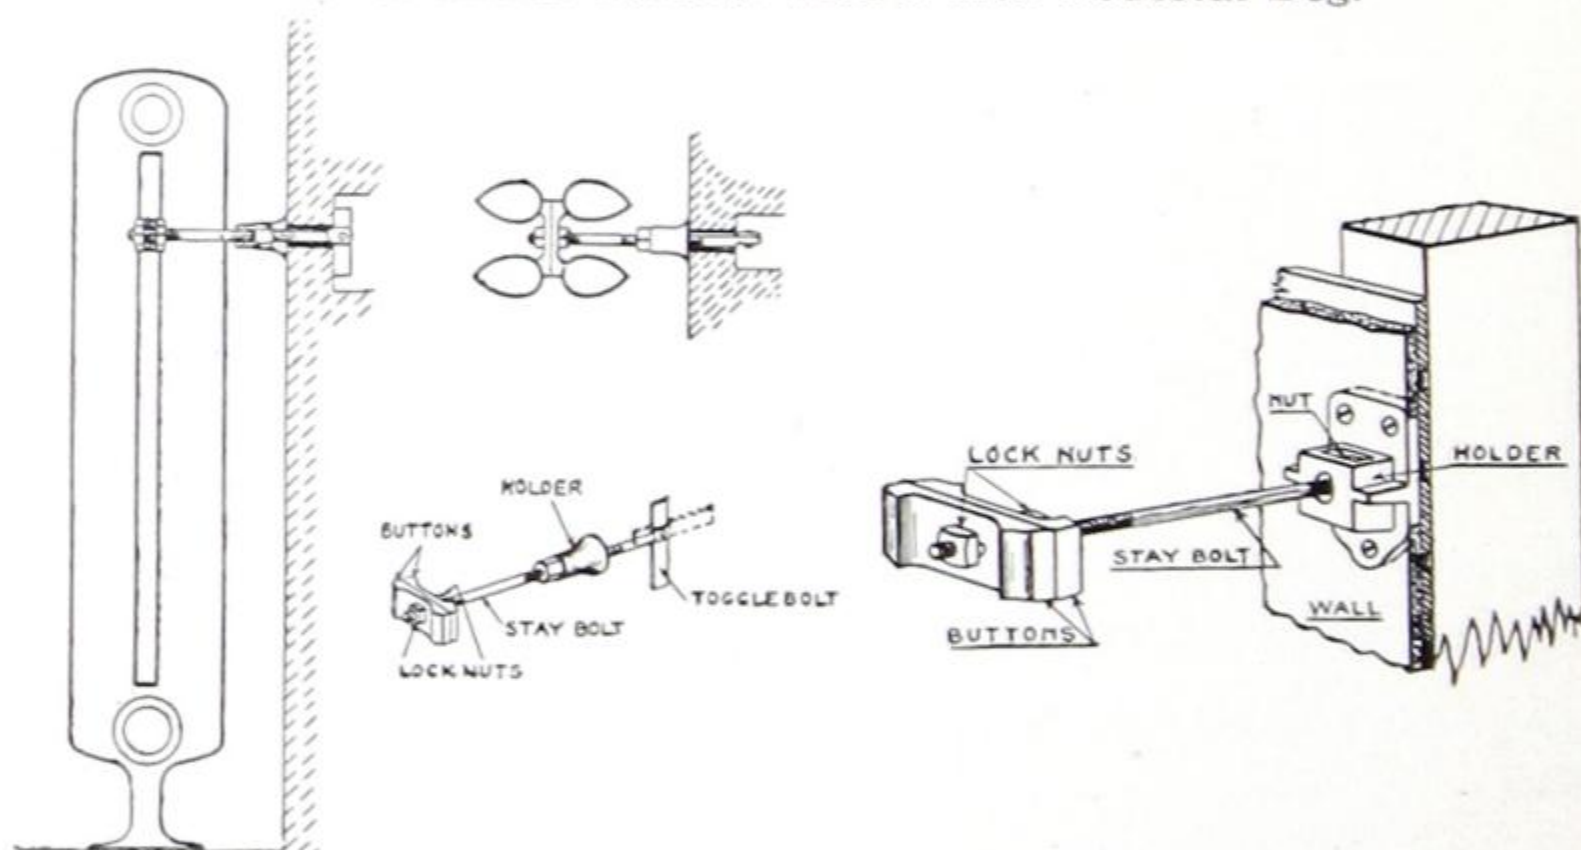 HOLDER
BUTTONS
TOGGLE BOLT
STAY BOLT
LOCK NUTS
NUT
LOCK NUTS
HOLDER
STAY BOLT
WALL
BUTTONS